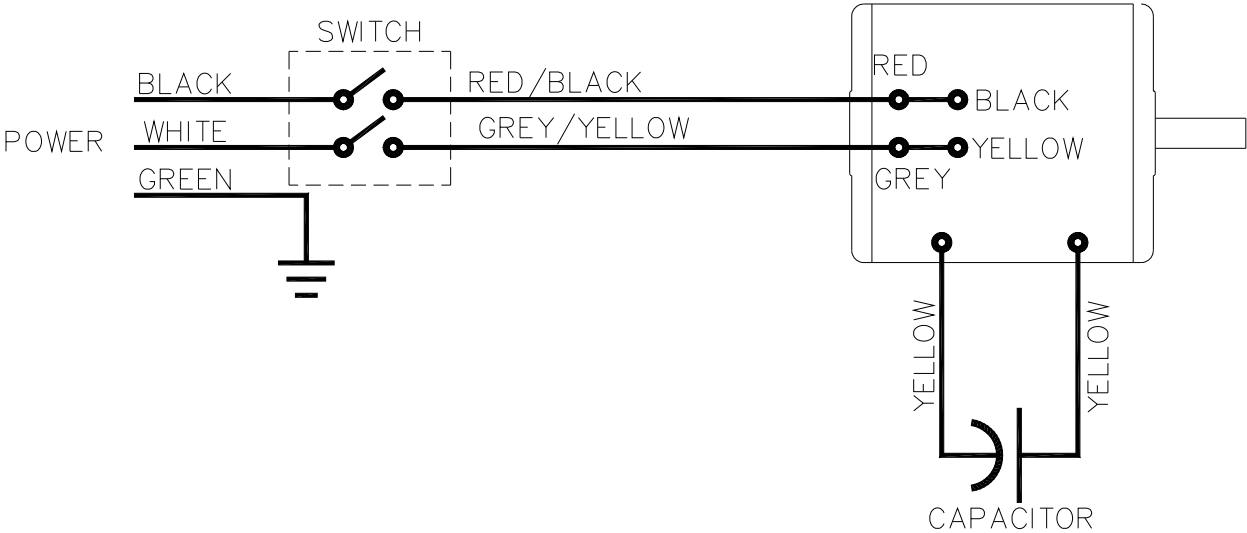 SWITCH
BLACK
RED/BLACK
RED
BLACK
POWER
WHITE
GREY/YELLOW
YELLOW
GREEN
GREY
YELLOW
YELLOW
CAPACITOR